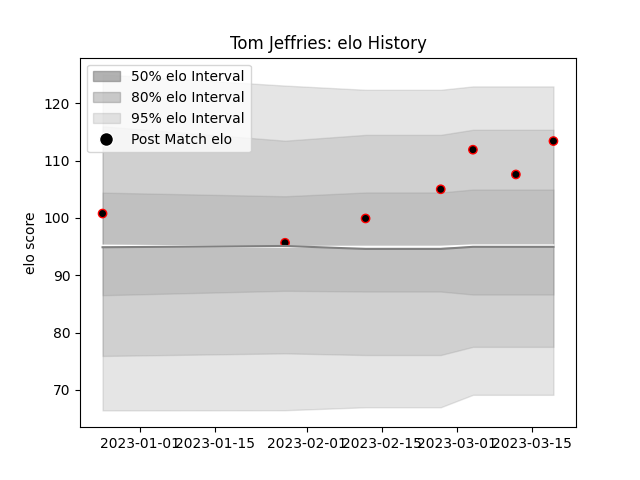 Tom Jeffries: elo History
50% elo Interval
80% elo Interval
95% elo Interval
Post Match elo
elo score
120
110
100
90
80
70
2023-01-01
2023-01-15
2023-02-01
2023-02-15
2023-03-01
2023-03-15